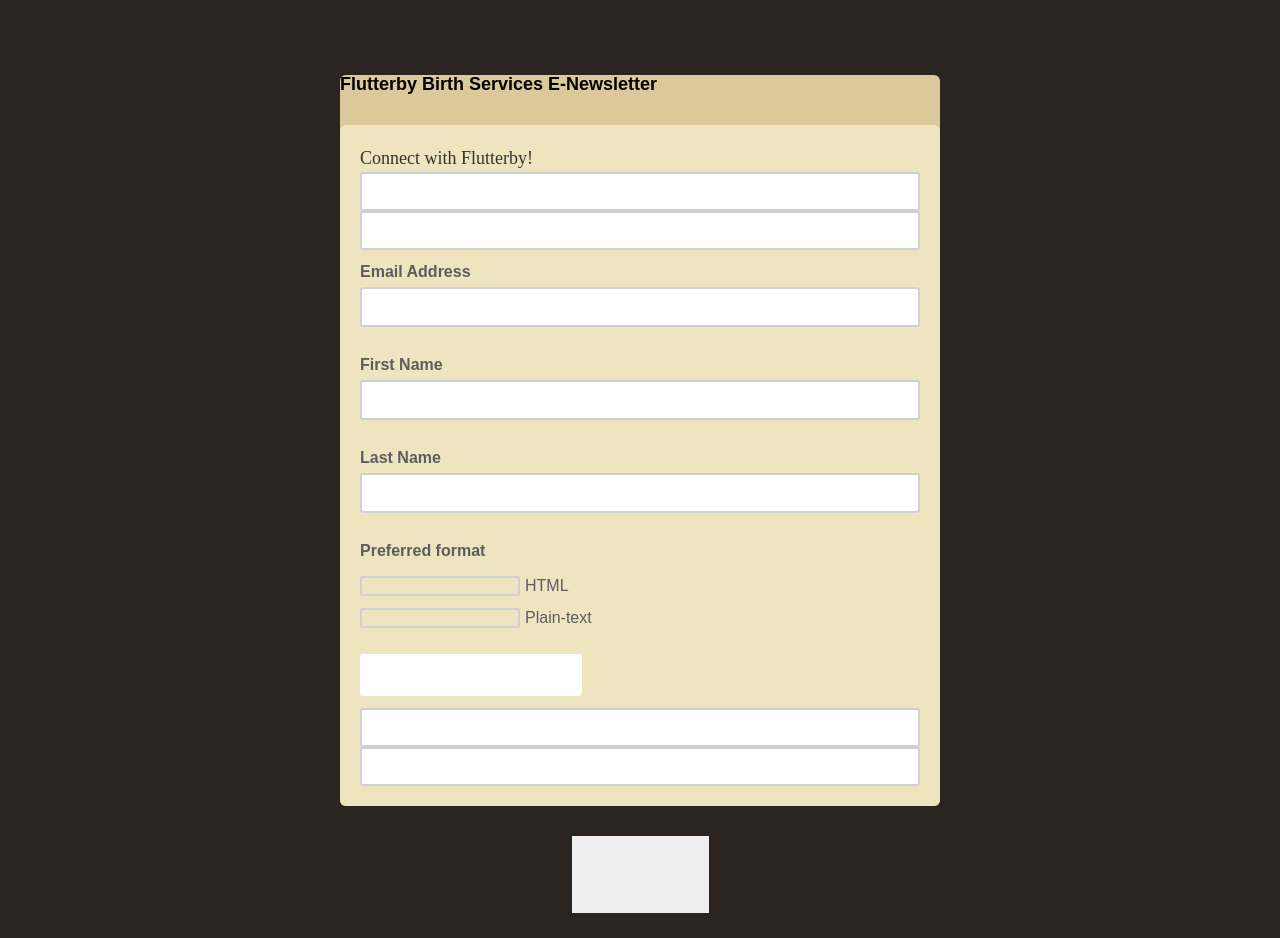 Flutterby Birth Services E-Newsletter
Connect with Flutterby!
Email Address
First Name
Last Name
Preferred format
HTML
Plain-text